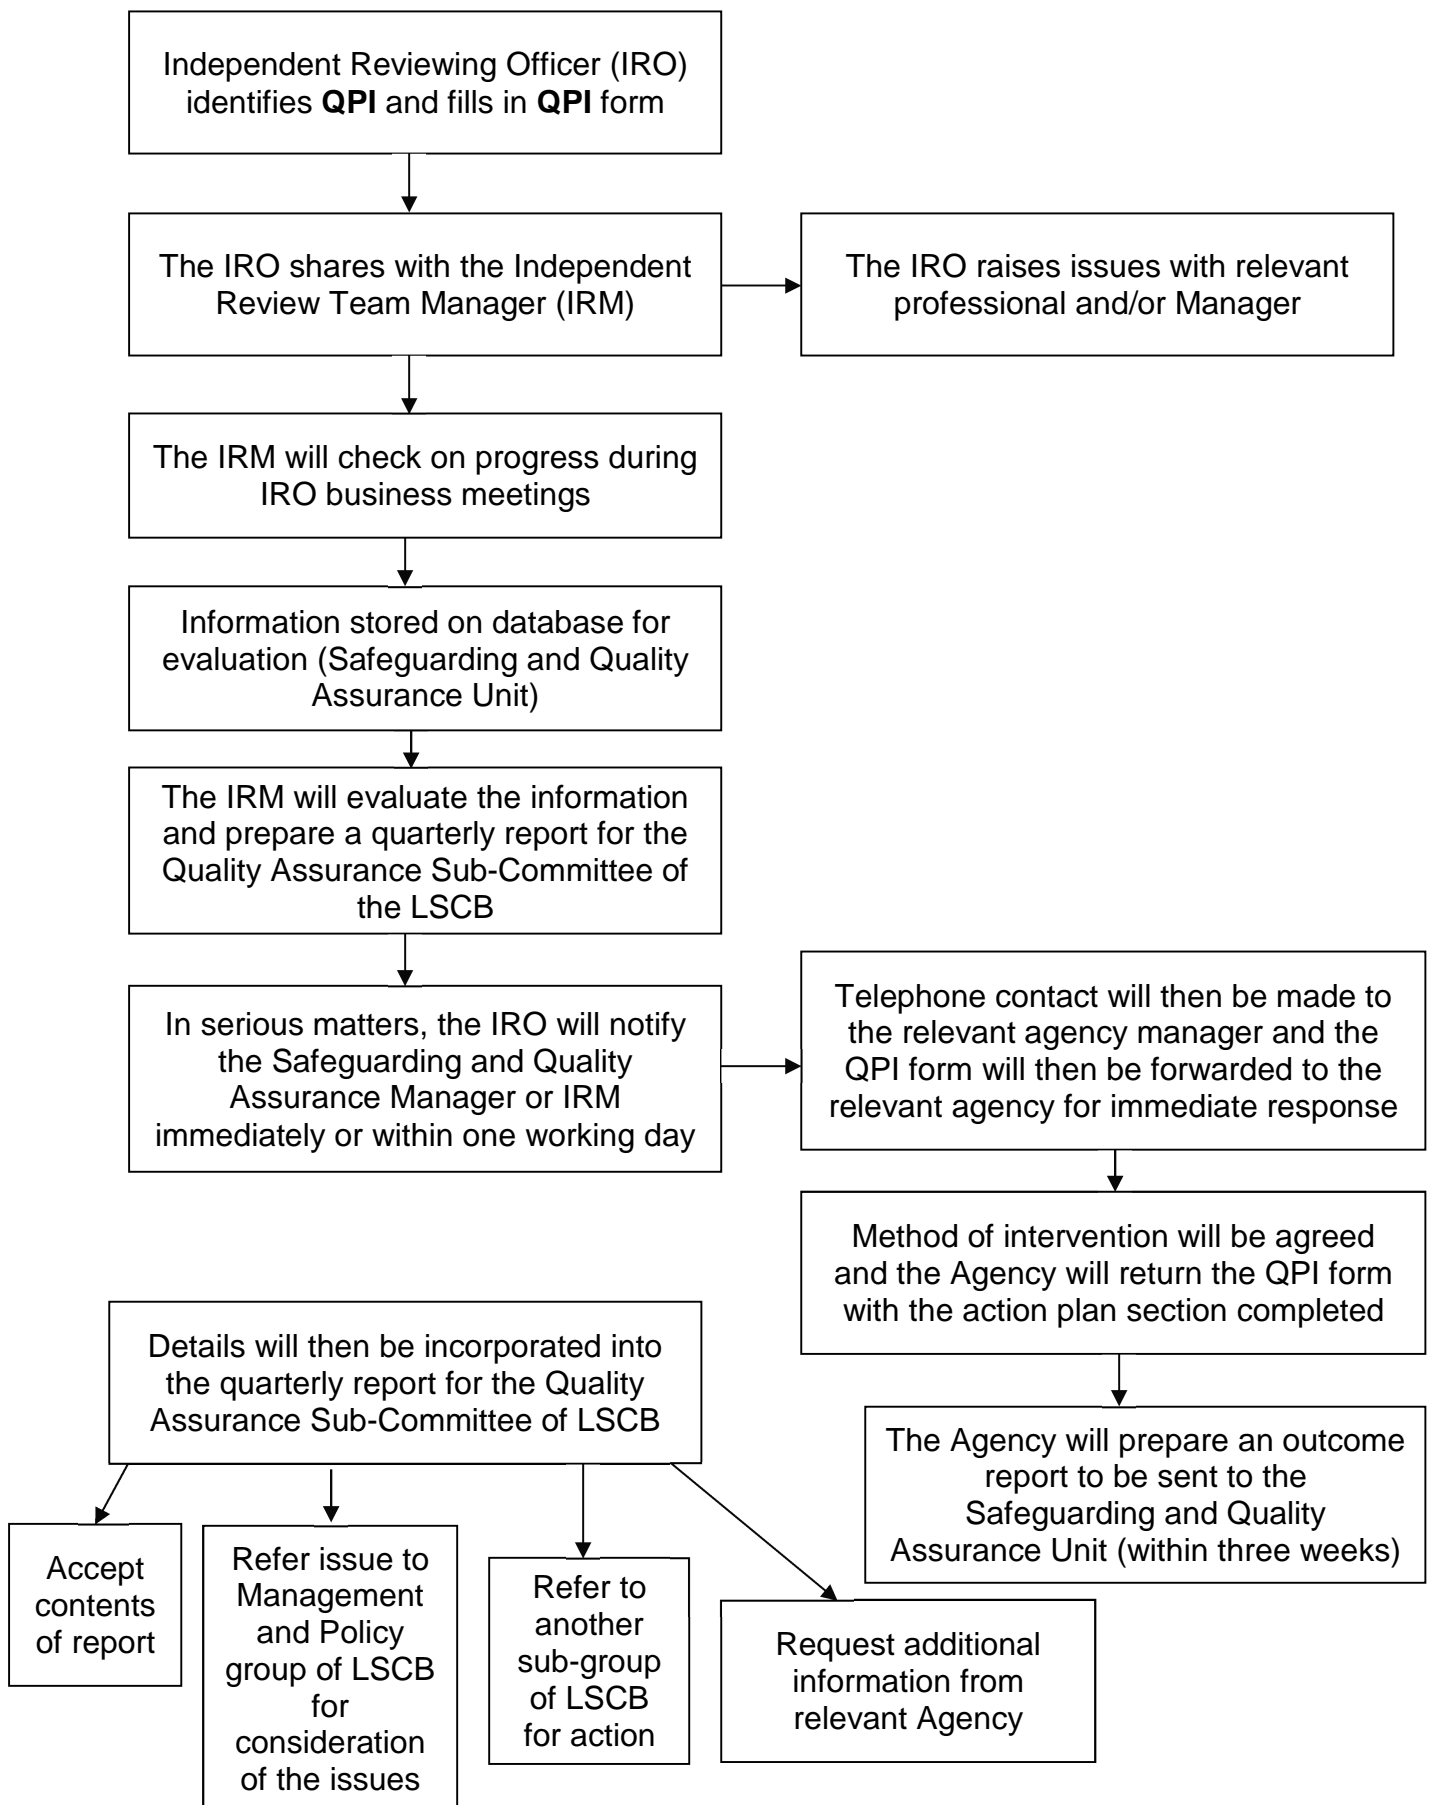 Independent Reviewing Officer (IRO)
identifies QPI and fills in QPI form
The IRO shares with the Independent
Review Team Manager (IRM)
The IRO raises issues with relevant
professional and/or Manager
The IRM will check on progress during
IRO business meetings
Information stored on database for
evaluation (Safeguarding and Quality
Assurance Unit)
The IRM will evaluate the information
and prepare a quarterly report for the
Quality Assurance Sub-Committee of
the LSCB
In serious matters, the IRO will notify
the Safeguarding and Quality
Assurance Manager or IRM
immediately or within one working day
Telephone contact will then be made to
the relevant agency manager and the
QPI form will then be forwarded to the
relevant agency for immediate response
Method of intervention will be agreed
and the Agency will return the QPI form
with the action plan section completed
The Agency will prepare an outcome
report to be sent to the
Safeguarding and Quality
Assurance Unit (within three weeks)
Details will then be incorporated into
the quarterly report for the Quality
Assurance Sub-Committee of LSCB
Accept
contents
of report
Refer issue to
Management
and Policy
group of LSCB
for
consideration
of the issues
Refer to
another
sub-group
of LSCB
for action
Request additional
information from
relevant Agency